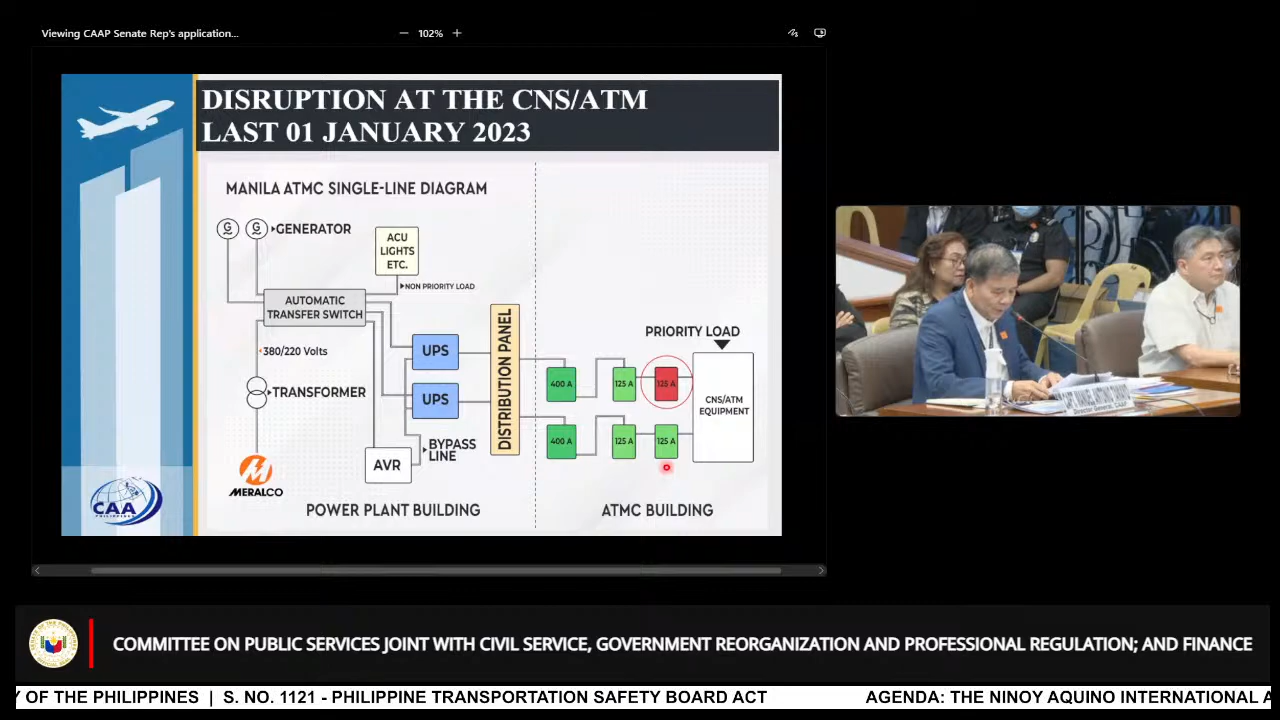 Viewing CAAP Senate Rep's application...
102%
DISRUPTION AT THE CNS/ATM
LAST 01 JANUARY 2023
MANILA ATMC SINGLE-LINE DIAGRAM
G
G
GENERATOR
ACU
LIGHTS
ETC.
NON PRIORITY LOAD
AUTOMATIC
TRANSFER SWITCH
380/220 Volts
TRANSFORMER
UPS
UPS
DISTRIBUTION PANEL
BYPASS
LINE
AVR
MERALCO
POWER PLANT BUILDING
PRIORITY LOAD
400 A
125 A
125 A
CNS/ATM
EQUIPMENT
400 A
125 A
125 A
ATMC BUILDING
CAA
PHILIPPINES
COMMITTEE ON PUBLIC SERVICES JOINT WITH CIVIL SERVICE, GOVERNMENT REORGANIZATION AND PROFESSIONAL REGULATION; AND FINANCE
Y OF THE PHILIPPINES | S. NO. 1121 - PHILIPPINE TRANSPORTATION SAFETY BOARD ACT
AGENDA: THE NINOY AQUINO INTERNATIONAL A